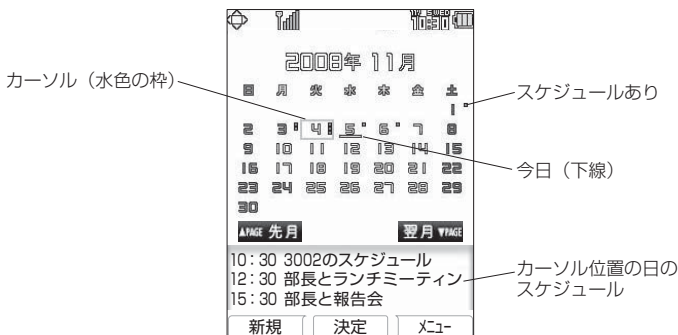 10:30
2008年 11月
カーソル（水色の枠）
日 月 火 水 木 金 土
スケジュールあり
1
2 3 4 5 6 7 8
9 10 11 12 13 14 15
今日（下線）
16 17 18 19 20 21 22
23 24 25 26 27 28 29
30
▲PAGE 先月 翌月 ▼PAGE
10：30 3002のスケジュール
12：30 部長とランチミーティン
15：30 部長と報告会
カーソル位置の日の
スケジュール
新規 決定 メニュー